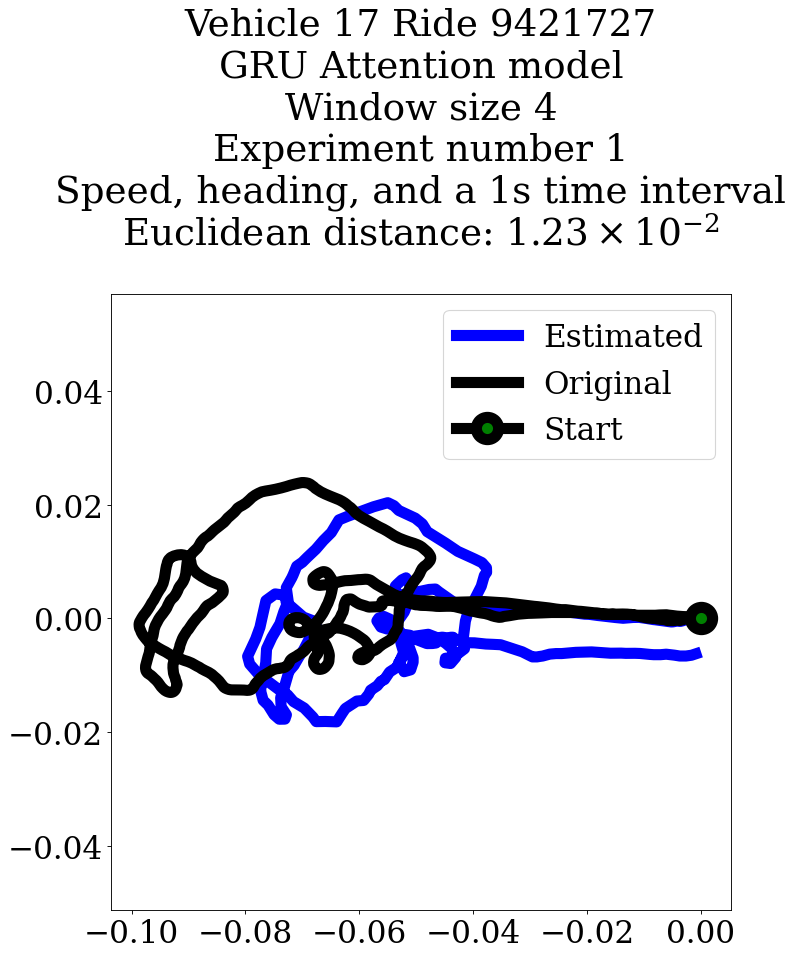 Vehicle 17 Ride 9421727
GRU Attention model
Window size 4
Experiment number 1
Speed, heading, and a 1s time interval
Euclidean distance: 1.23 × 10⁻²
Estimated
Original
Start
0.04
0.02
0.00
−0.02
−0.04
−0.10 −0.08 −0.06 −0.04 −0.02 0.00